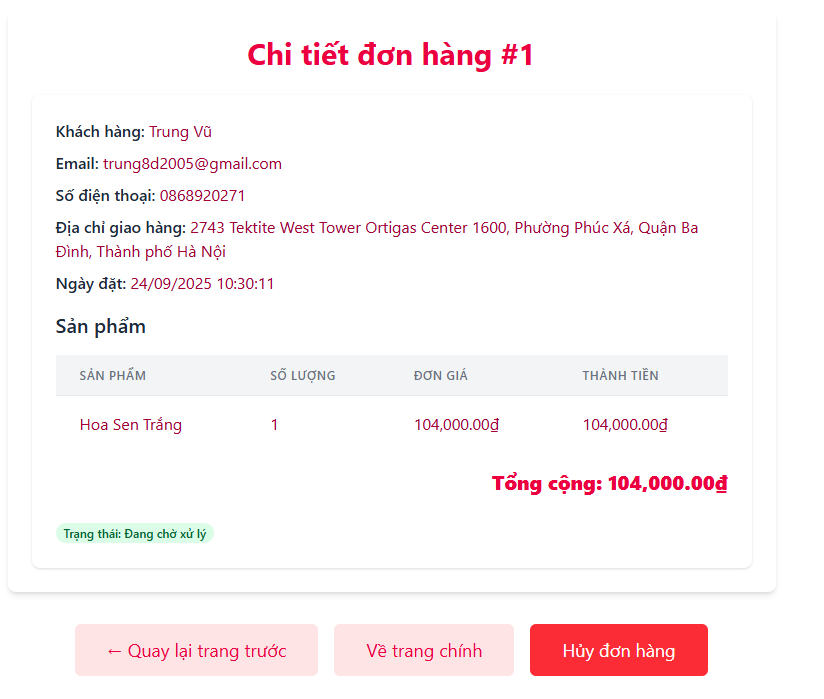 Chi tiết đơn hàng #1
Khách hàng: Trung Vũ
Email: trung8d2005@gmail.com
Số điện thoại: 0868920271
Địa chỉ giao hàng: 2743 Tektite West Tower Ortigas Center 1600, Phường Phúc Xá, Quận Ba
Đình, Thành phố Hà Nội
Ngày đặt: 24/09/2025 10:30:11
Sản phẩm
SẢN PHẨM SỐ LƯỢNG ĐƠN GIÁ THÀNH TIỀN
Hoa Sen Trắng 1 104,000.00₫ 104,000.00₫
Tổng cộng: 104,000.00₫
Trạng thái: Đang chờ xử lý
← Quay lại trang trước Về trang chính Hủy đơn hàng